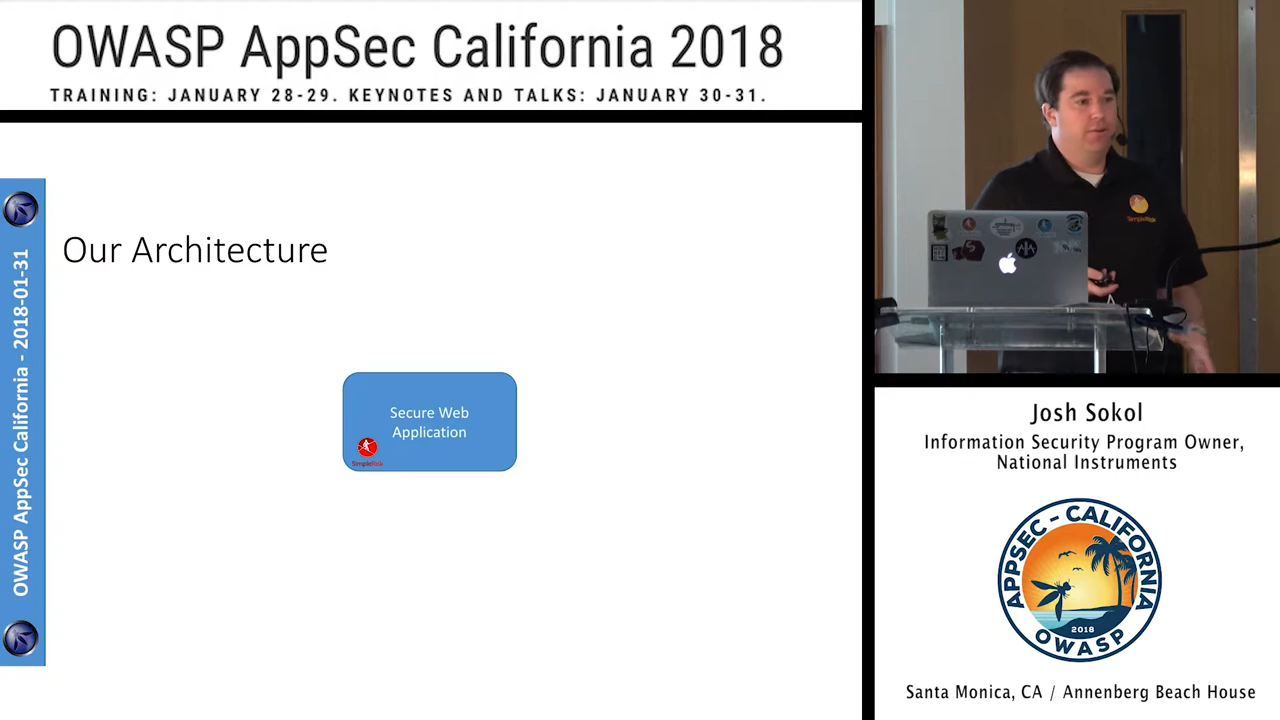 OWASP AppSec California 2018
TRAINING: JANUARY 28-29. KEYNOTES AND TALKS: JANUARY 30-31.
OWASP AppSec California - 2018-01-31
Our Architecture
Secure Web
Application
SimpleRisk
SimpleRisk
Josh Sokol
Information Security Program Owner,
National Instruments
APPSEC - CALIFORNIA
2018
OWASP
Santa Monica, CA / Annenberg Beach House